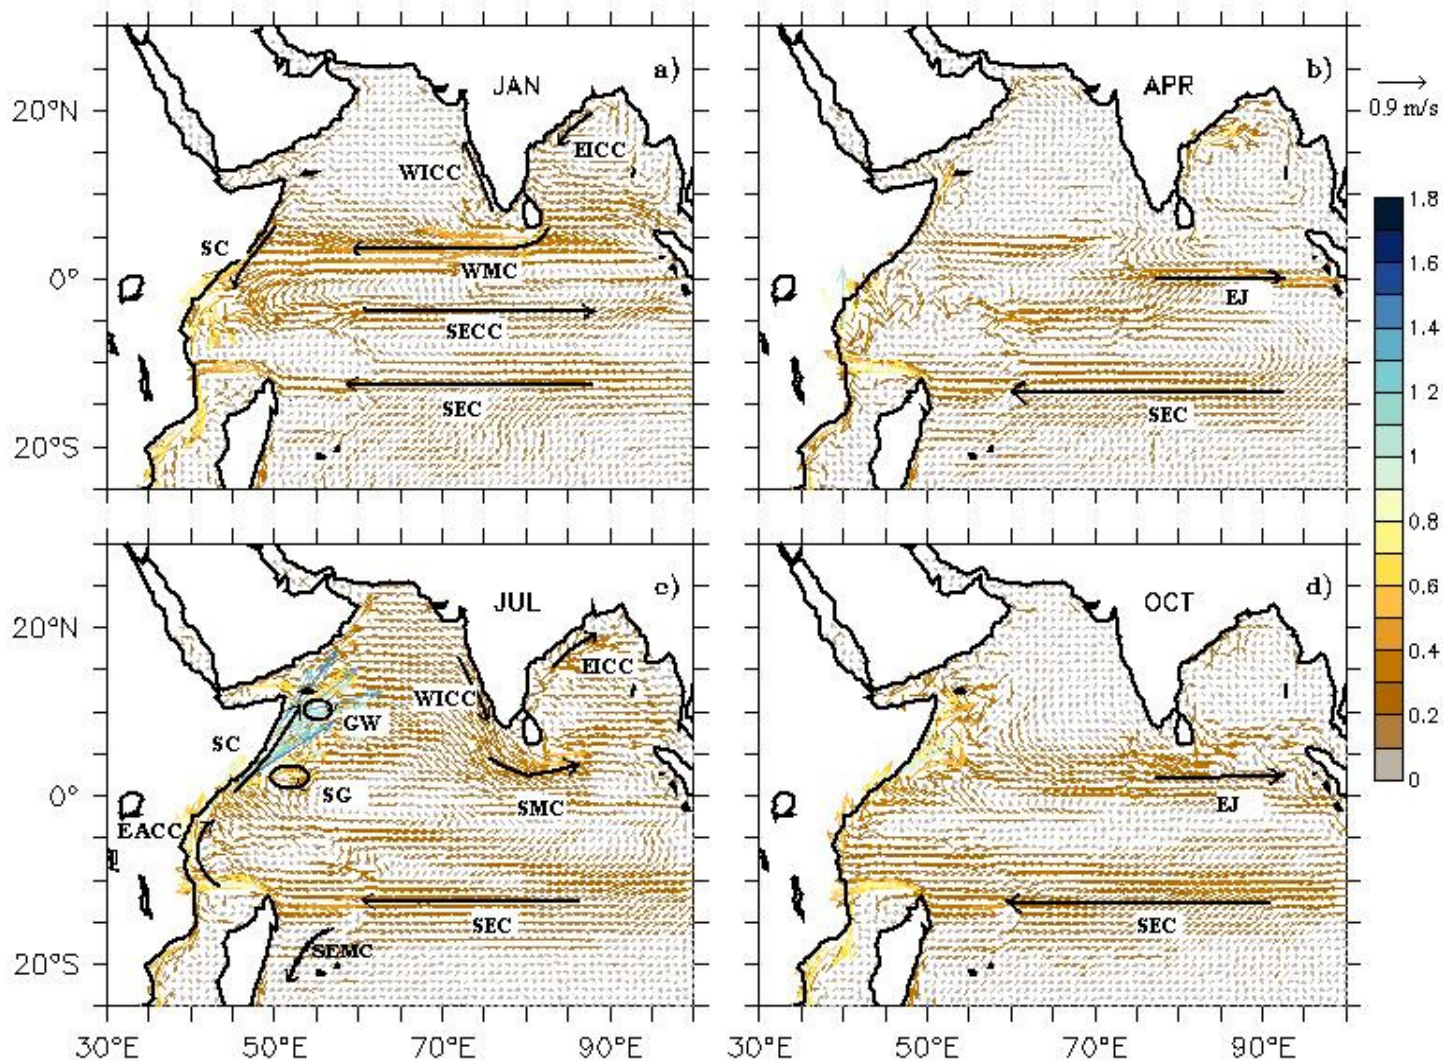 JAN
a)
20°N
EICC
WICC
SC
WMC
0°
SECC
SEC
20°S
APR
b)
EJ
SEC
0.9 m/s
1.8
1.6
1.4
1.2
1
0.8
0.6
0.4
0.2
0
JUL
c)
20°N
EICC
WICC
GW
SC
SG
SMC
0°
EACC
SEC
SEMC
20°S
30°E
50°E
70°E
90°E
OCT
d)
EJ
SEC
30°E
50°E
70°E
90°E